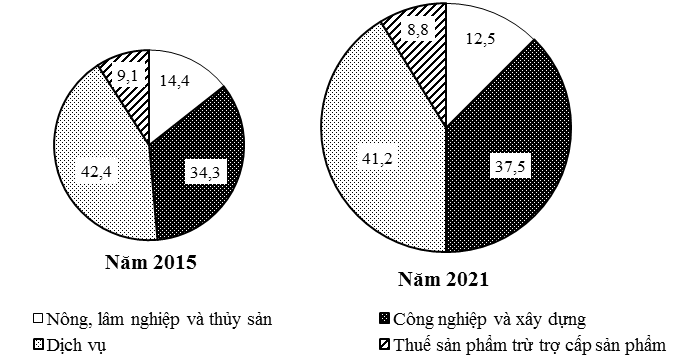 9,1
14,4
42,4
34,3
Năm 2015
8,8
12,5
41,2
37,5
Năm 2021
Nông, lâm nghiệp và thủy sản
Công nghiệp và xây dựng
Dịch vụ
Thuế sản phẩm trừ trợ cấp sản phẩm